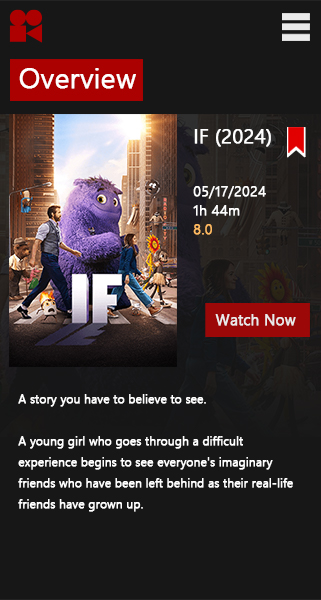 Overview
IF (2024)
05/17/2024
1h 44m
8.0
IF
Watch Now
A story you have to believe to see.
A young girl who goes through a difficult
experience begins to see everyone's imaginary
friends who have been left behind as their real-life
friends have grown up.